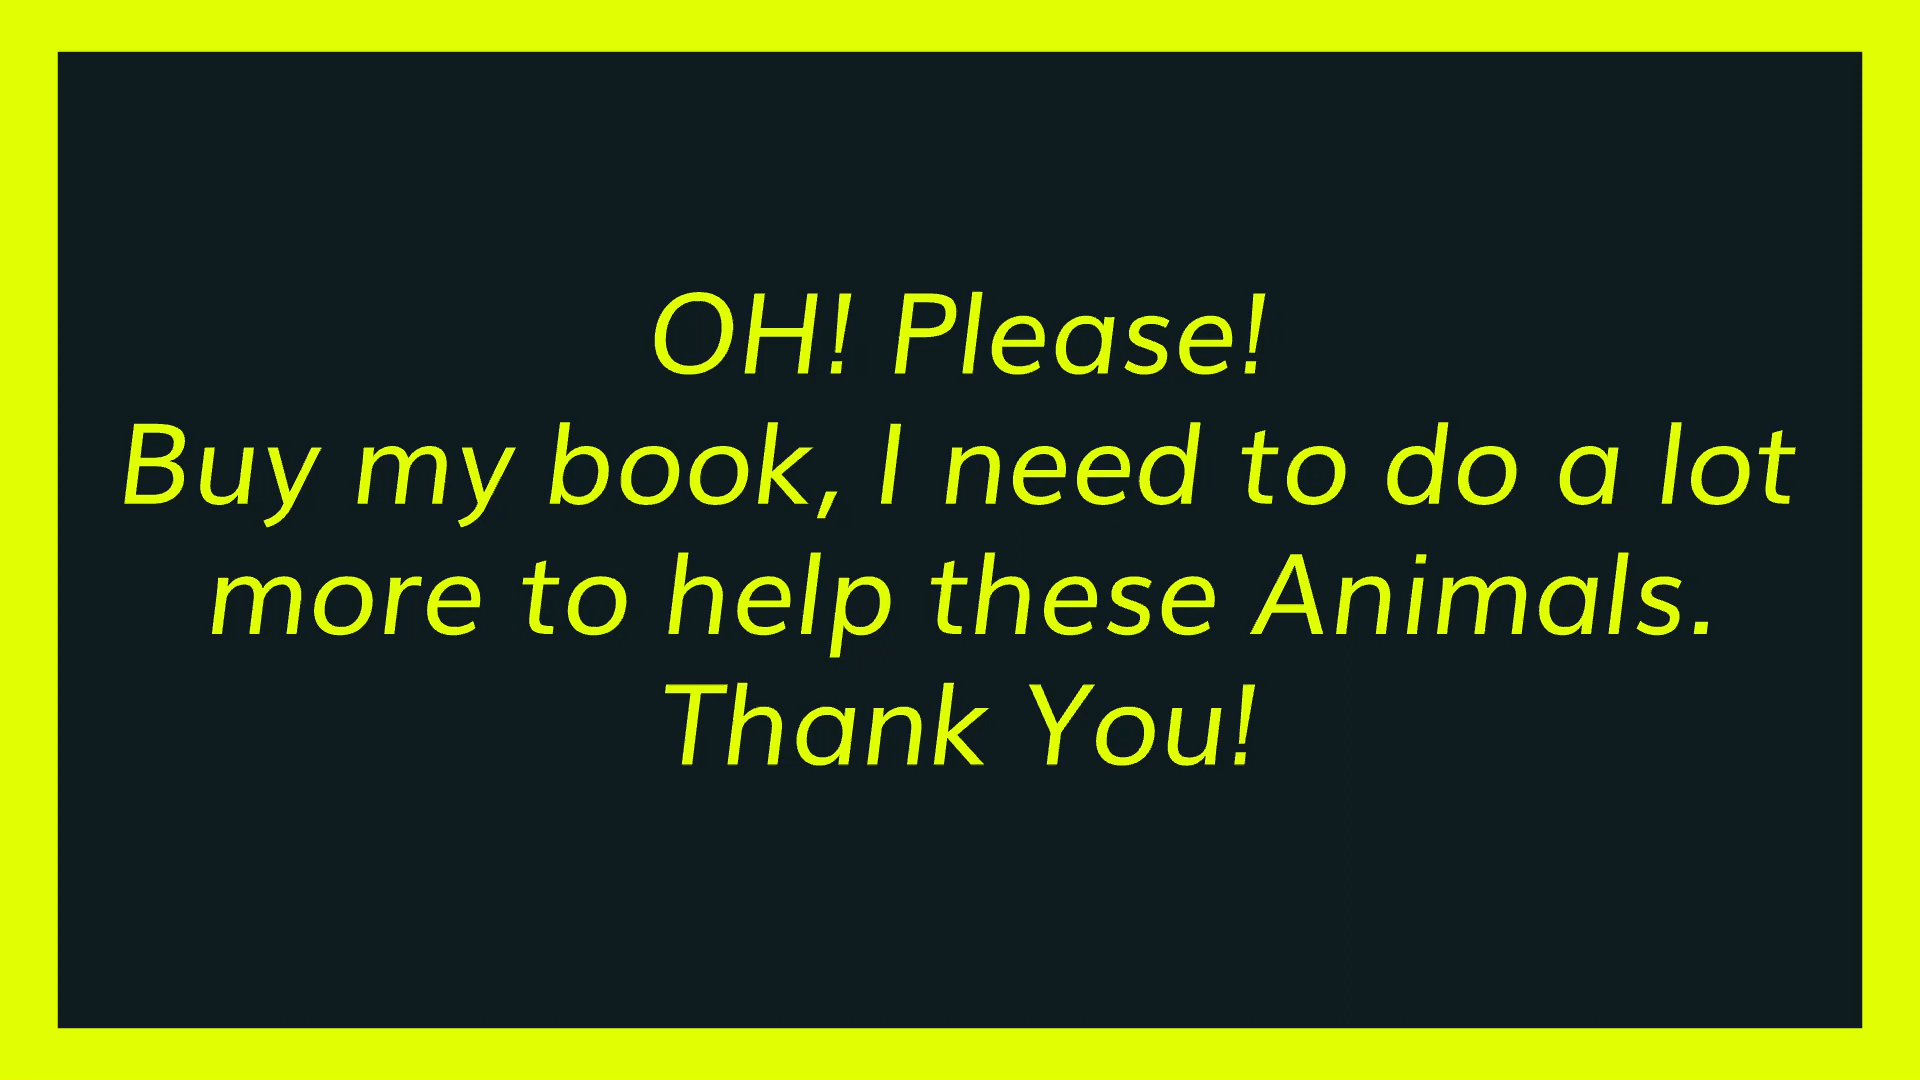 OH! Please!
Buy my book, I need to do a lot
more to help these Animals.
Thank You!